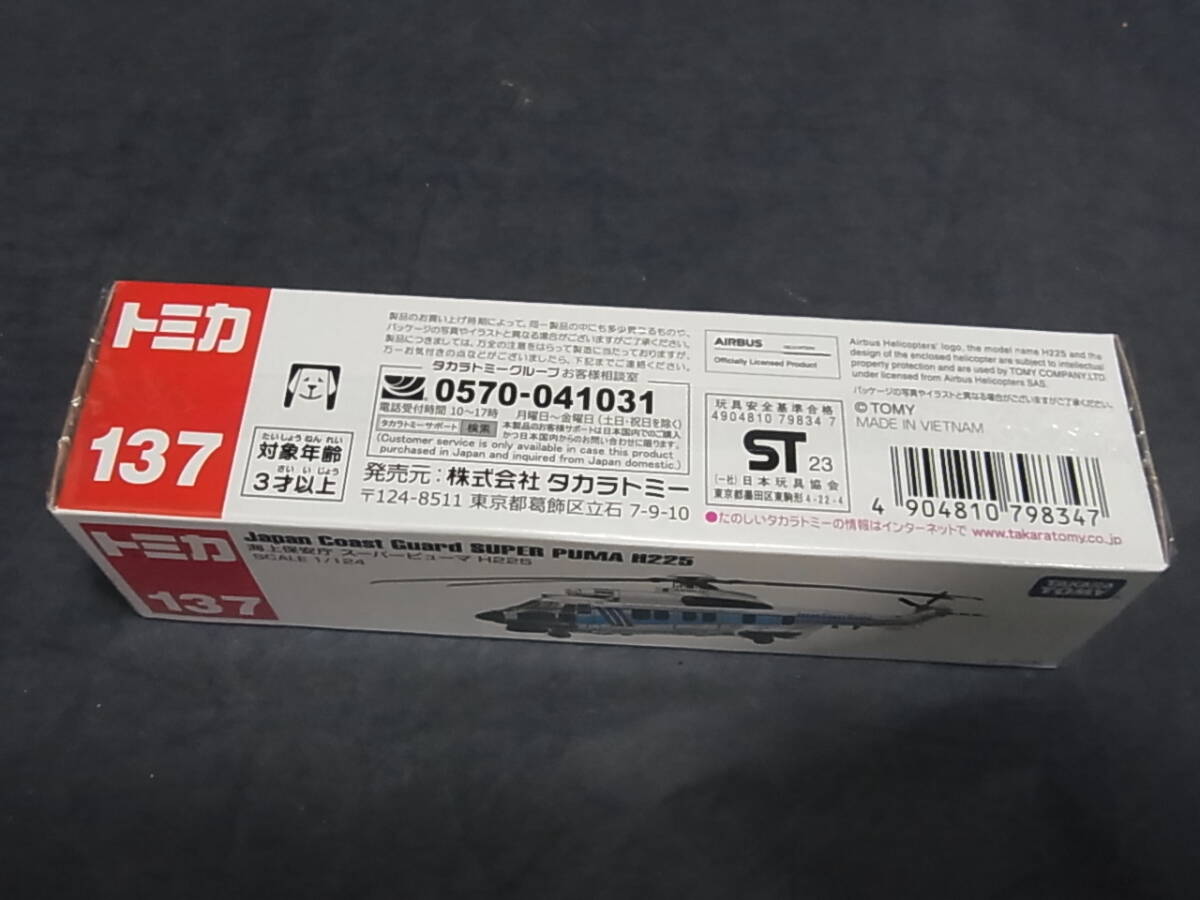 トミカ
137
たいしょう ねん れい
対象年齢
さい い じょう
3才以上
製品のお買い上げ時期によって、同一製品の中にも多少異なるものや、
パッケージの写真やイラストと異なる場合がございますがご了承ください。
製品につきましては、万全の注意をはらって製造に当たっておりますが、
万一お気付きの点などがございましたら、下記までご連絡ください。
タカラトミーグループ お客様相談室
0570-041031
電話受付時間 10〜17時 月曜日〜金曜日 (土日・祝日を除く)
タカラトミーサポート 検索 本製品のお客様サポートは日本国内でのご購入
かつ日本国内からのお問い合わせに限ります。
(Customer service is only available in case this product
purchased in Japan and inquired from Japan domestic.)
発売元:株式会社 タカラトミー
〒124-8511 東京都葛飾区立石 7-9-10
AIRBUS
Officially Licensed Product
Airbus Helicopters' logo, the model name H225 and the
design of the enclosed helicopter are subject to intellectual
property protection and are used by TOMY COMPANY,LTD.
under licensed from Airbus Helicopters SAS.
パッケージの写真やイラストと異なる場合がございますがご了承ください。
© TOMY
MADE IN VIETNAM
玩具安全基準合格
4904810 79834 7
ST 23
(一社)日本玩具協会
東京都墨田区東駒形4-22-4
4 904810 798347
●たのしいタカラトミーの情報はインターネットで www.takaratomy.co.jp
トミカ
137
Japan Coast Guard SUPER PUMA H225
海上保安庁 スーパーピューマ H225
SCALE 1/124
TAKARA
TOMY